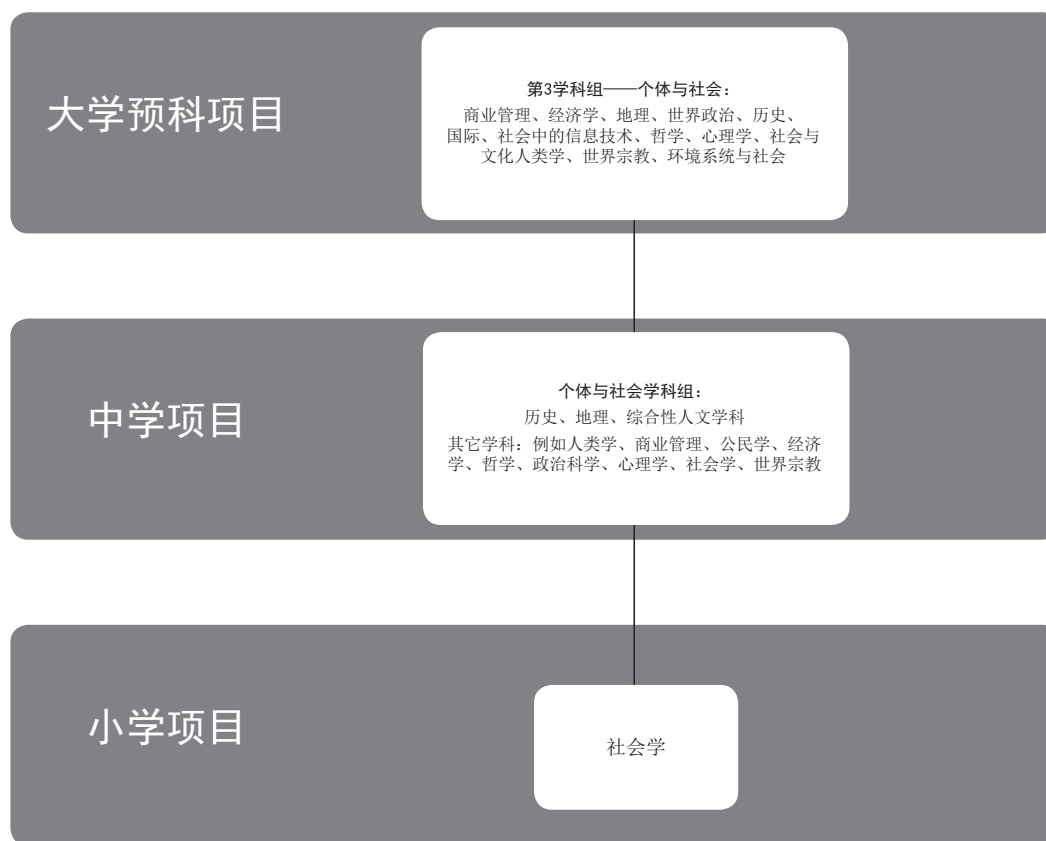 大学预科项目
第3学科组——个体与社会：
商业管理、经济学、地理、世界政治、历史、
国际、社会中的信息技术、哲学、心理学、社会与
文化人类学、世界宗教、环境系统与社会
中学项目
个体与社会学科组：
历史、地理、综合性人文学科
其它学科：例如人类学、商业管理、公民学、经济
学、哲学、政治科学、心理学、社会学、世界宗教
小学项目
社会学